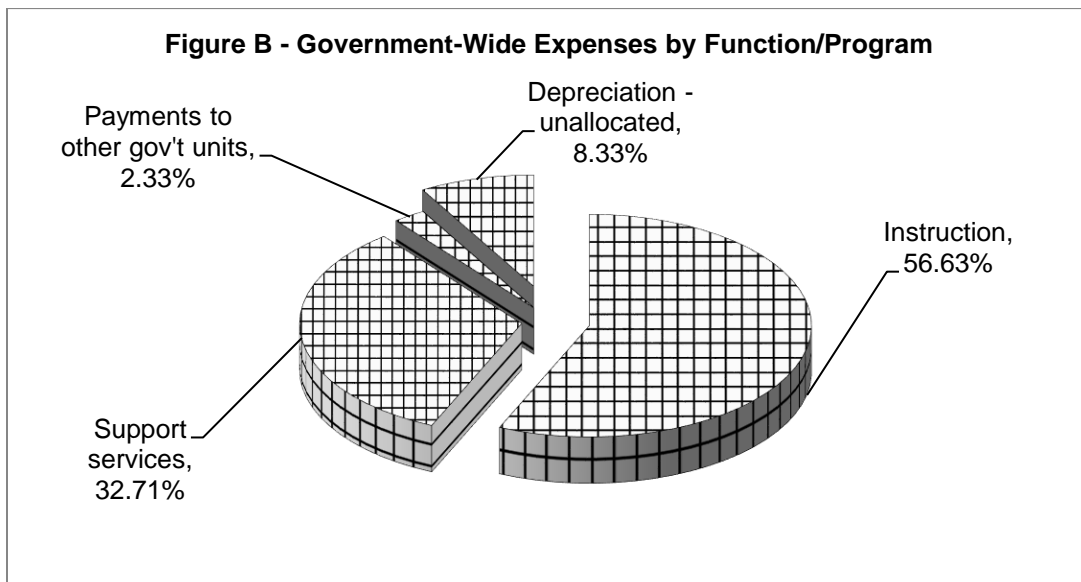 Figure B - Government-Wide Expenses by Function/Program
Payments to
other gov't units,
2.33%
Depreciation -
unallocated,
8.33%
Instruction,
56.63%
Support
services,
32.71%